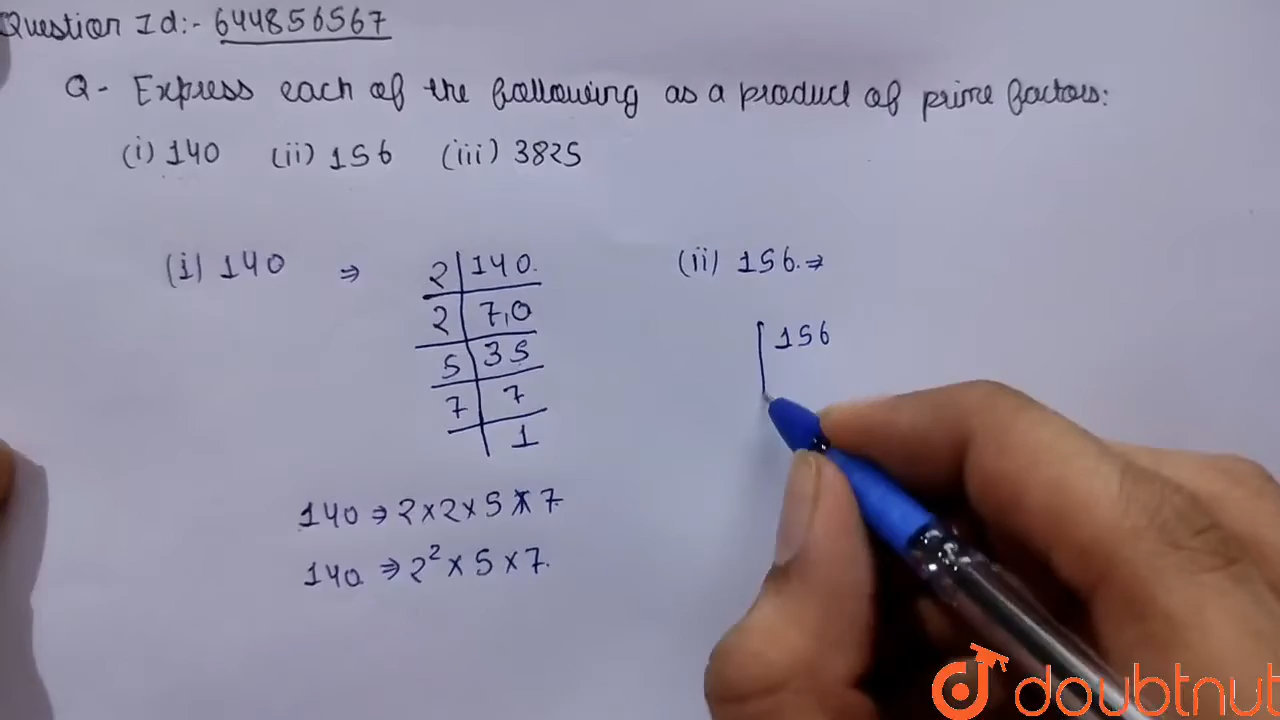 Question Id:- 644856567
Q- Express each of the following as a product of prime factors:
(i) 140 (ii) 156 (iii) 3825
(i) 140 ⇒
2 | 140.
2 | 70
5 | 35
7 | 7
1
140 ⇒ 2 × 2 × 5 × 7.
140 ⇒ 2² × 5 × 7.
(ii) 156. ⇒
156
doubtnut